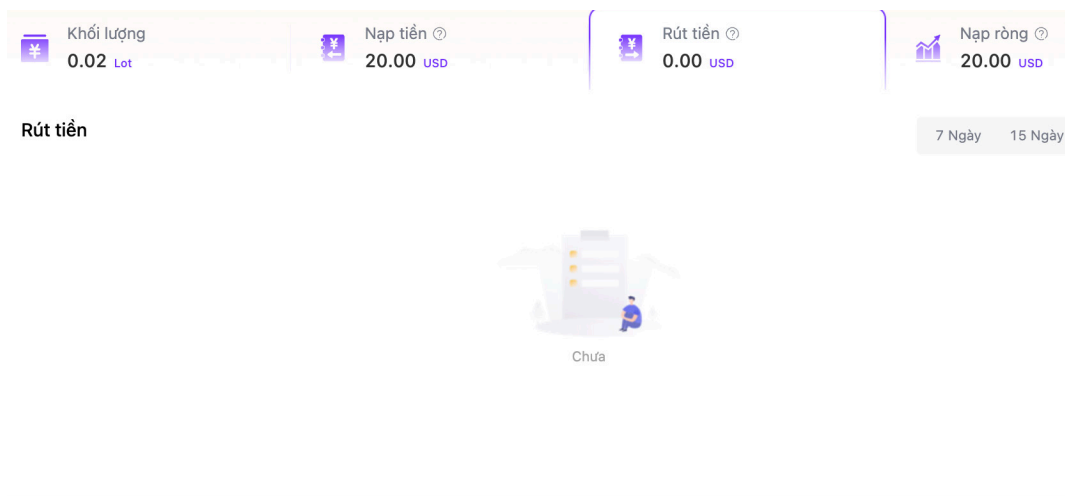 Khối lượng
0.02 Lot
Nạp tiền
20.00 USD
Rút tiền
0.00 USD
Nạp ròng
20.00 USD
Rút tiền
7 Ngày
15 Ngày
Chưa